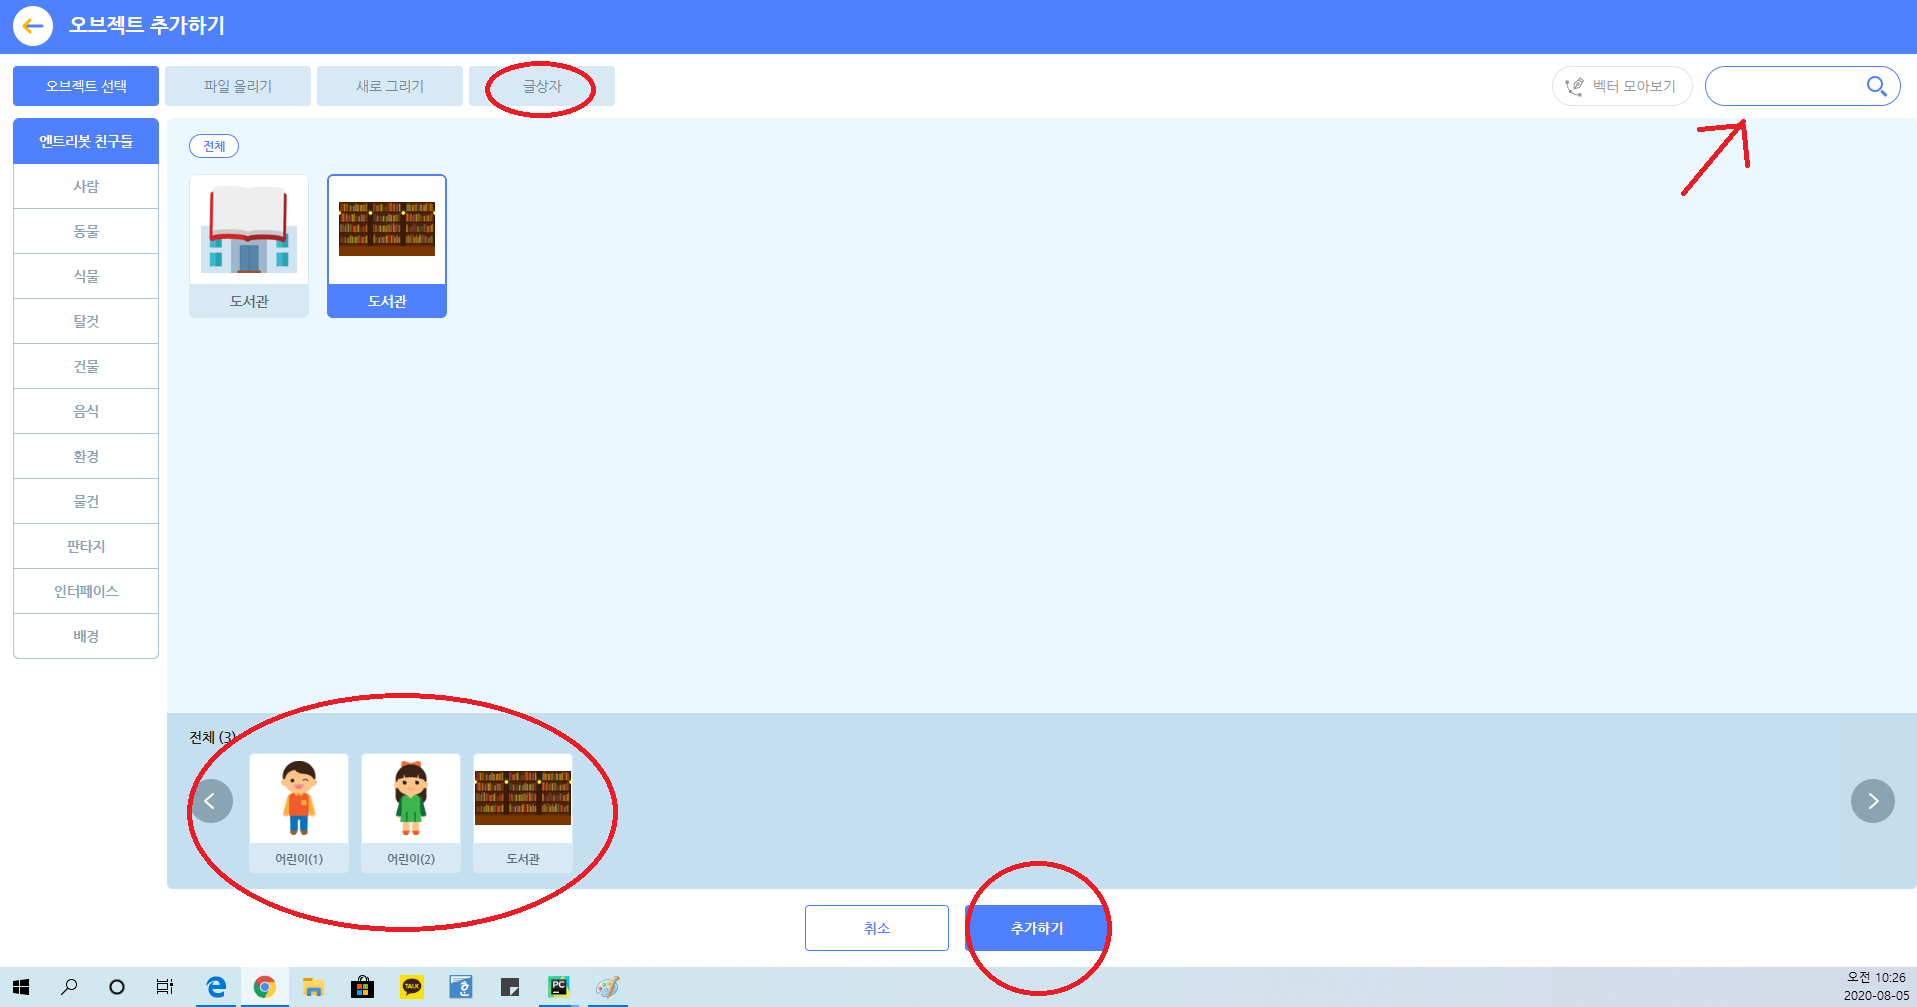 오브젝트 추가하기
오브젝트 선택
파일 올리기
새로 그리기
글상자
벡터 모아보기
엔트리봇 친구들
사람
동물
식물
탈것
건물
음식
환경
물건
판타지
인터페이스
배경
전체
도서관
도서관
전체 (3)
어린이(1)
어린이(2)
도서관
취소
추가하기
TALK
한
PC
오전 10:26
2020-08-05